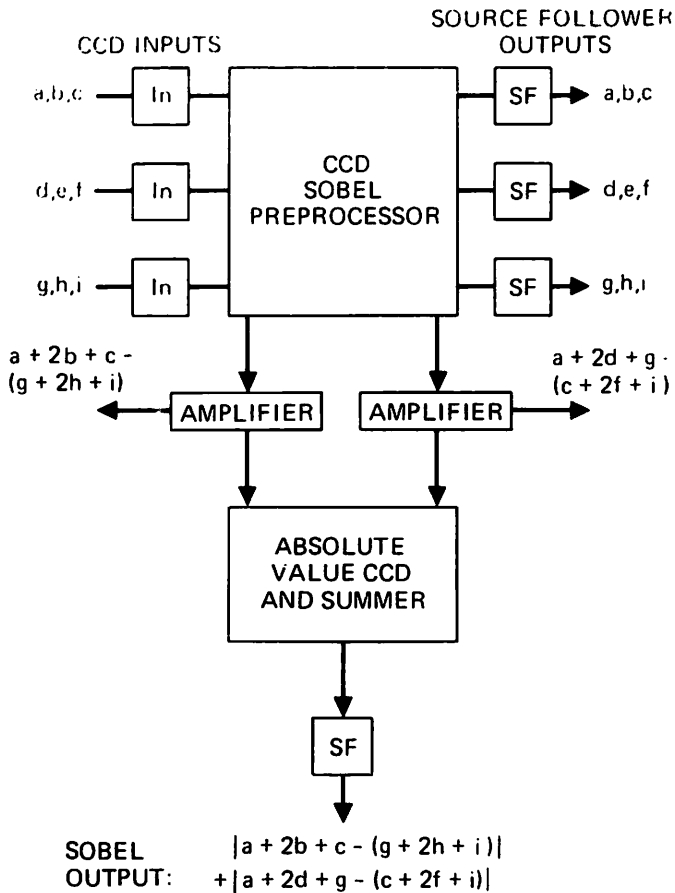 CCD INPUTS
SOURCE FOLLOWER
OUTPUTS
a,b,c
In
SF
a,b,c
d,e,f
In
CCD
SOBEL
PREPROCESSOR
SF
d,e,f
g,h,i
In
SF
g,h,i
a + 2b + c -
(g + 2h + i)
AMPLIFIER
AMPLIFIER
a + 2d + g -
(c + 2f + i)
ABSOLUTE
VALUE CCD
AND SUMMER
SF
SOBEL
OUTPUT:
|a + 2b + c - (g + 2h + i)|
+ |a + 2d + g - (c + 2f + i)|